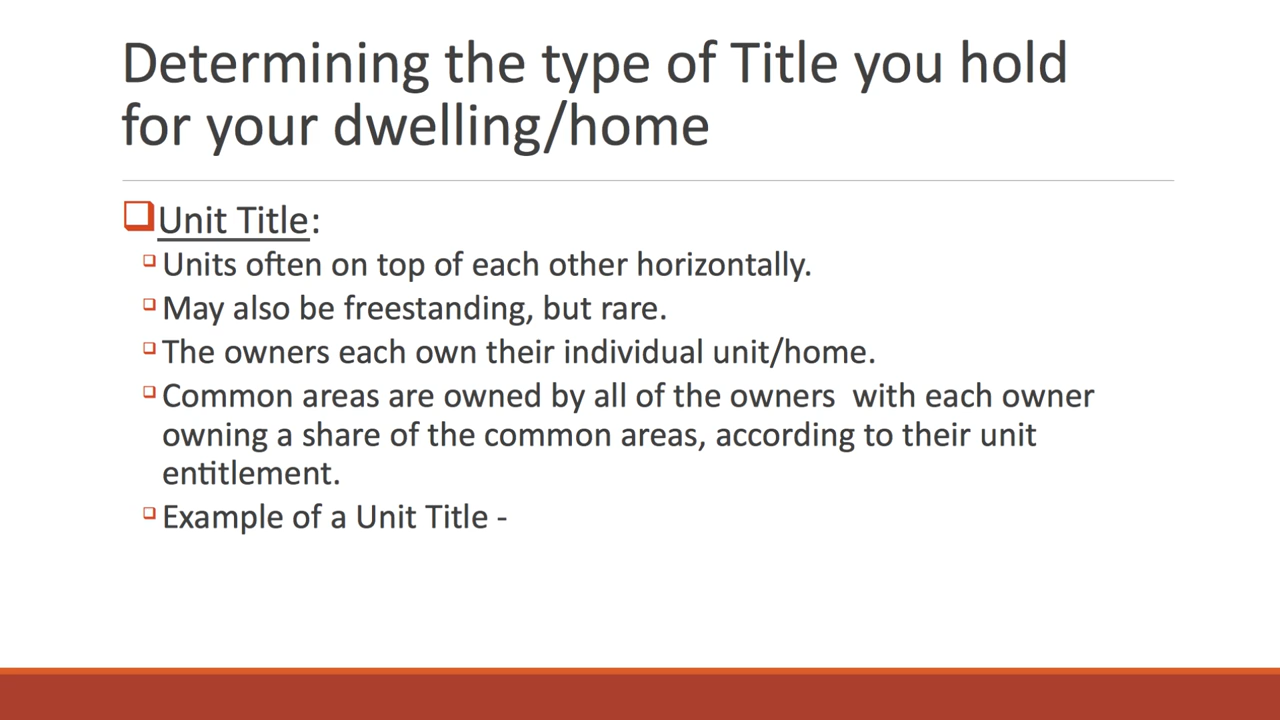 Determining the type of Title you hold
for your dwelling/home
Unit Title:
Units often on top of each other horizontally.
May also be freestanding, but rare.
The owners each own their individual unit/home.
Common areas are owned by all of the owners  with each owner
owning a share of the common areas, according to their unit
entitlement.
Example of a Unit Title -